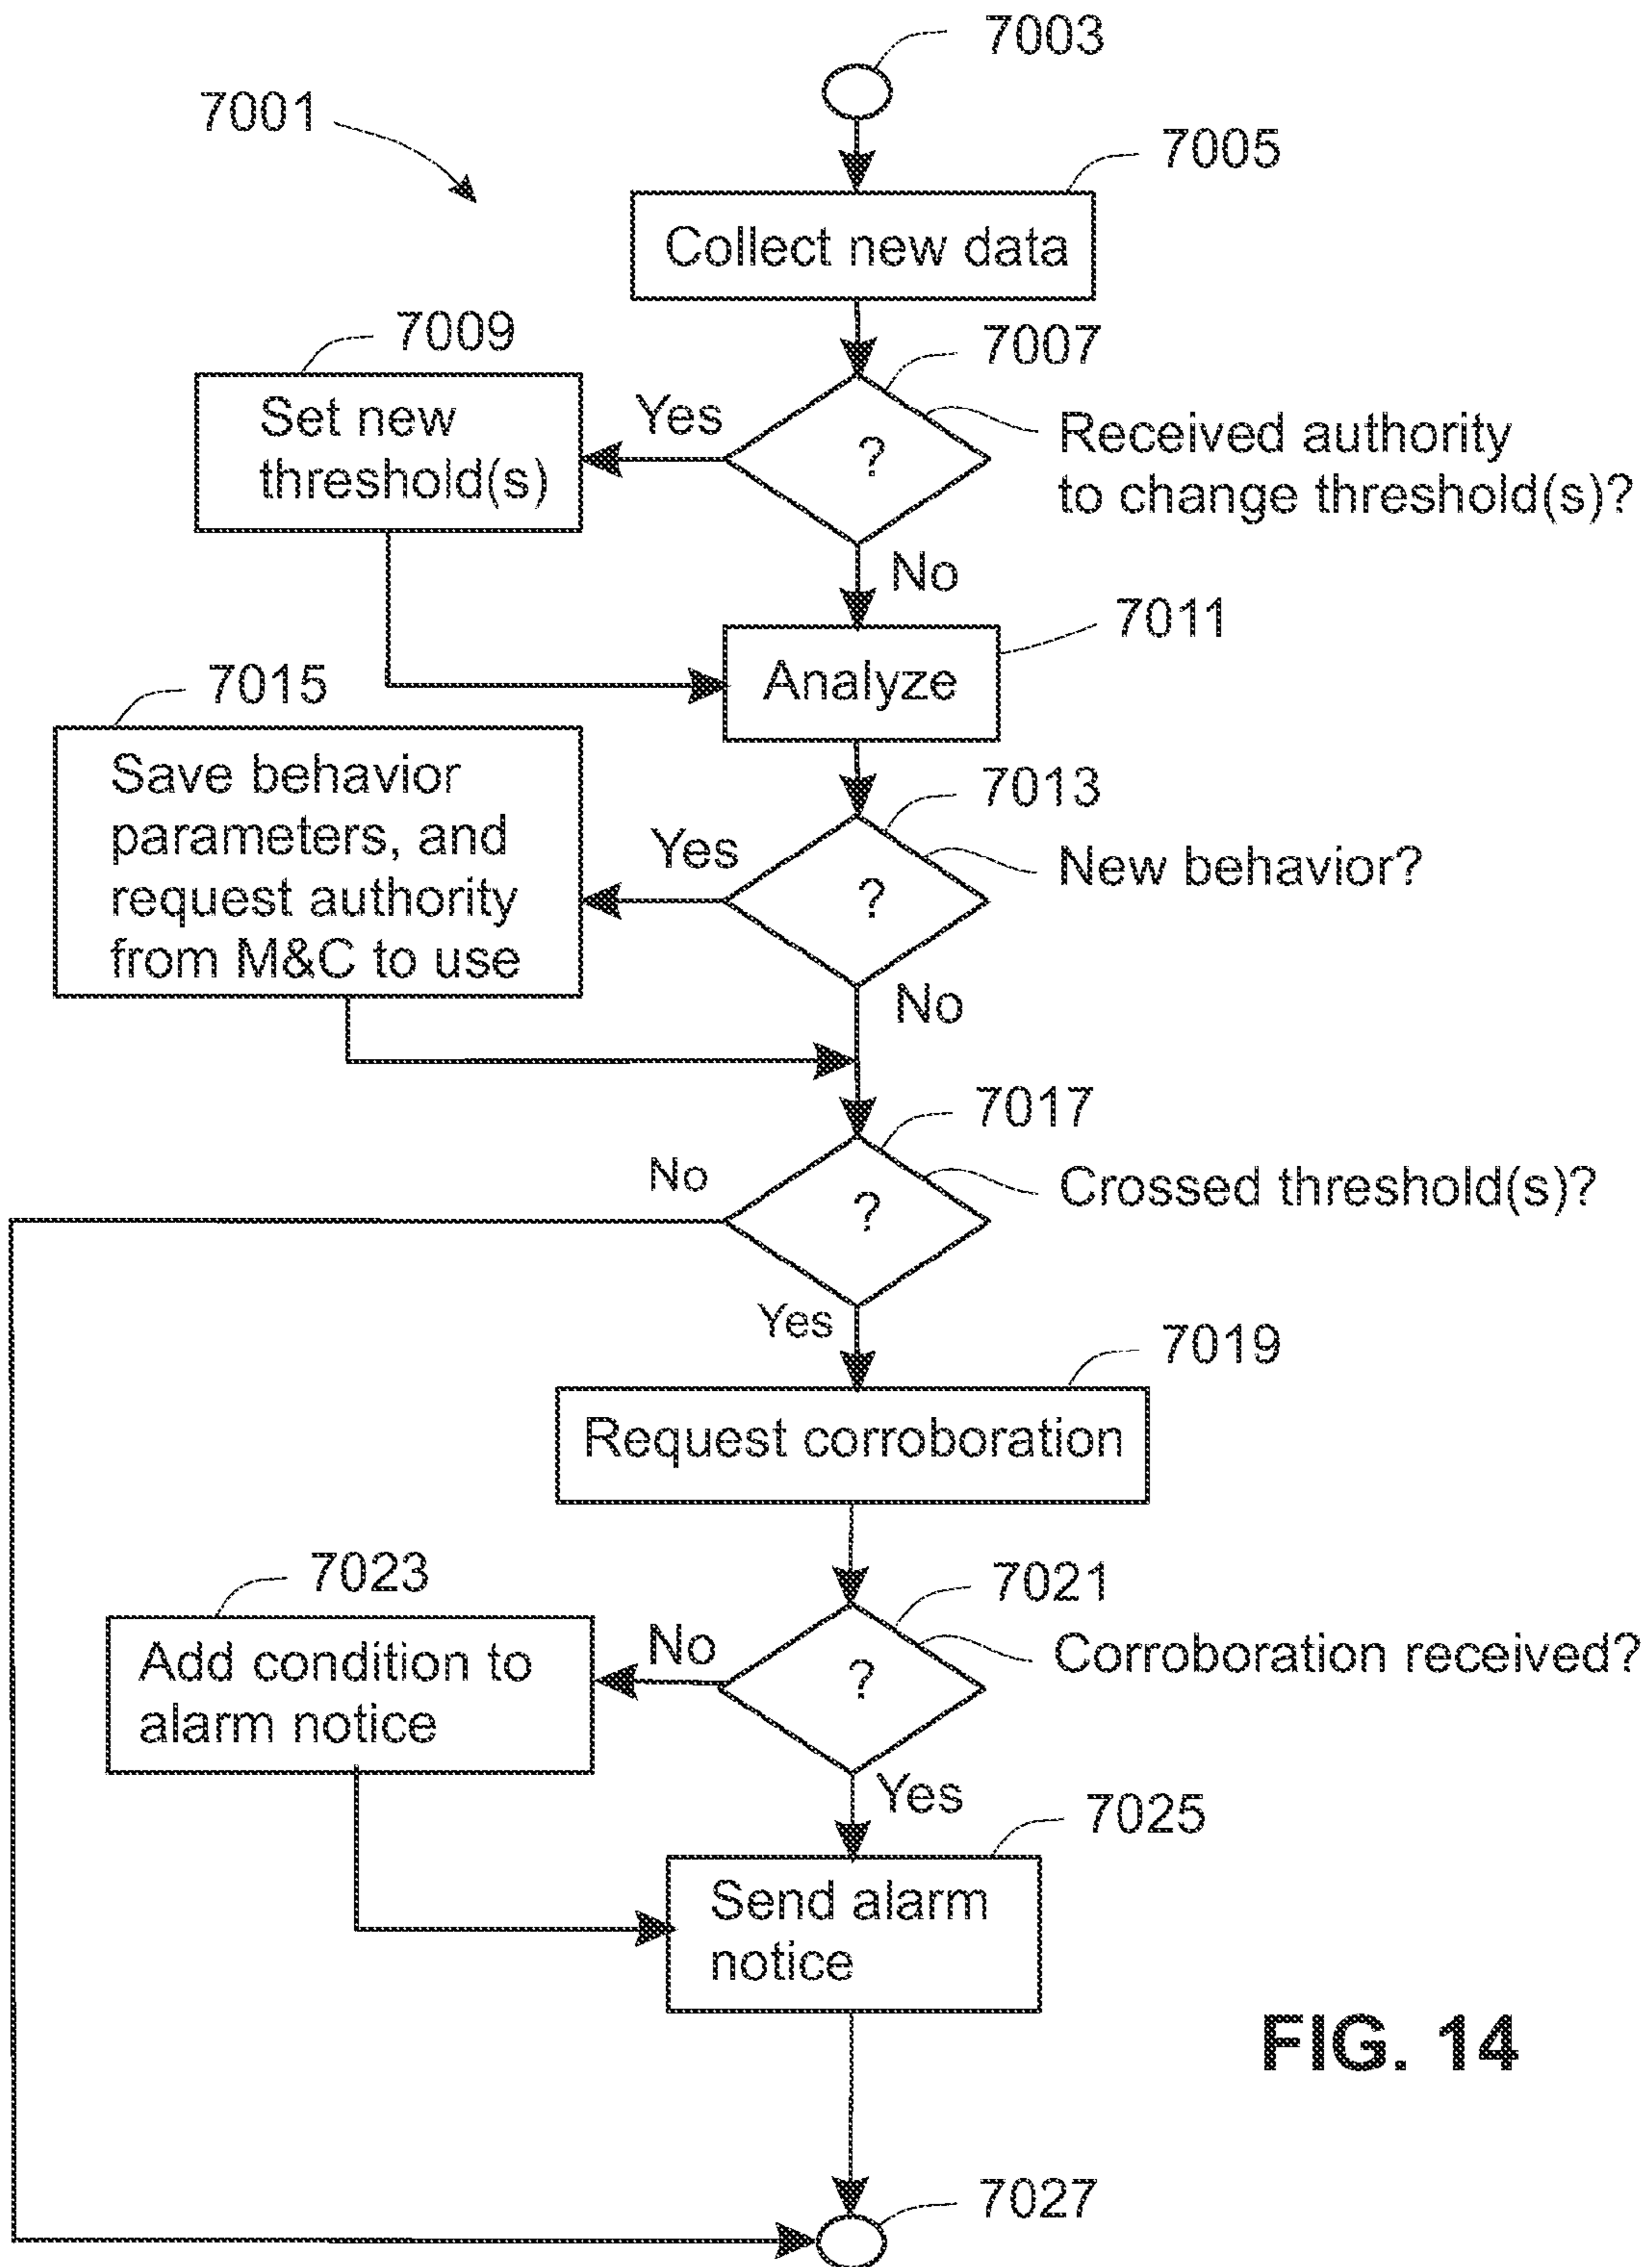 7003
7001
7005
Collect new data
7009
7007
Set new
threshold(s)
Yes
?
Received authority
to change threshold(s)?
No
7011
Analyze
7015
Save behavior
parameters, and
request authority
from M&C to use
7013
Yes
?
New behavior?
No
7017
No
?
Crossed threshold(s)?
Yes
7019
Request corroboration
7023
7021
Add condition to
alarm notice
No
?
Corroboration received?
Yes
7025
Send alarm
notice
FIG. 14
7027